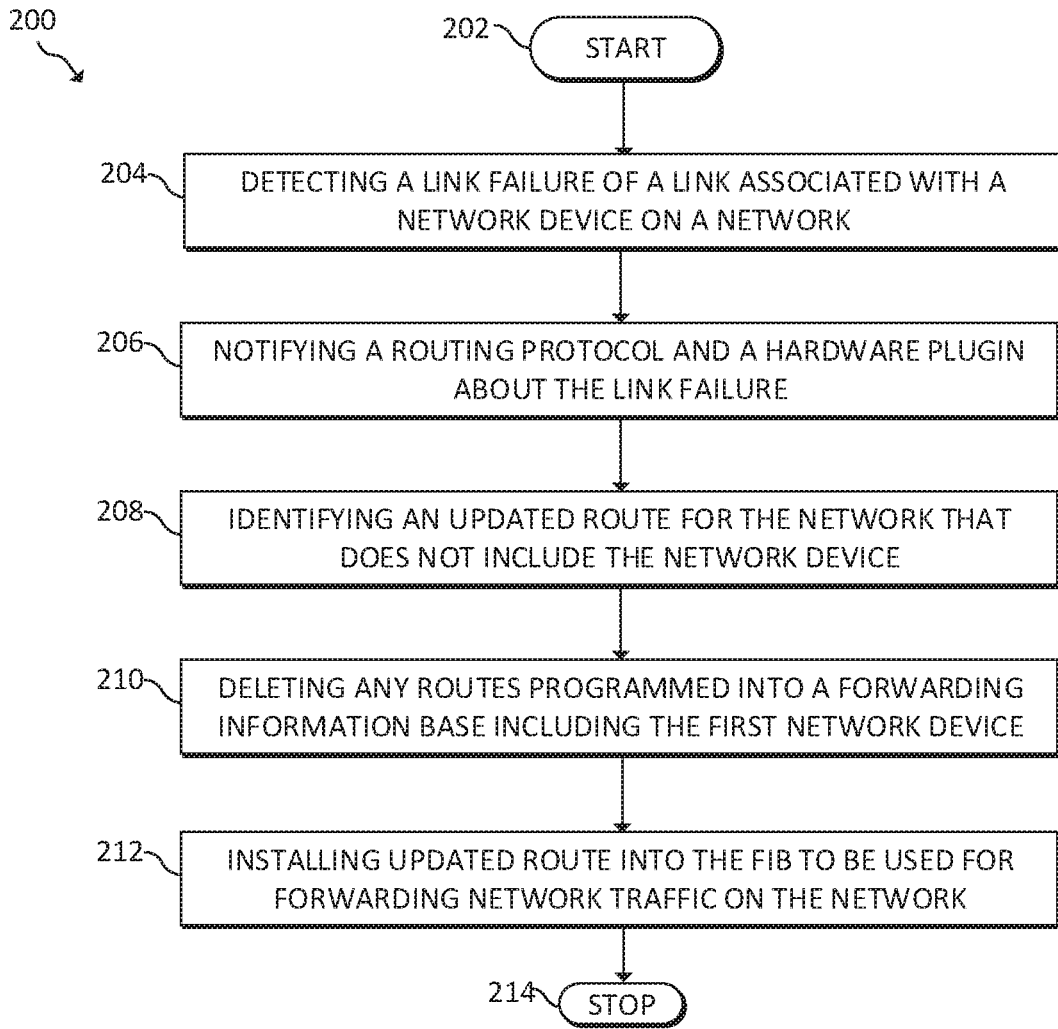 200
202
START
204
DETECTING A LINK FAILURE OF A LINK ASSOCIATED WITH A
NETWORK DEVICE ON A NETWORK
206
NOTIFYING A ROUTING PROTOCOL AND A HARDWARE PLUGIN
ABOUT THE LINK FAILURE
208
IDENTIFYING AN UPDATED ROUTE FOR THE NETWORK THAT
DOES NOT INCLUDE THE NETWORK DEVICE
210
DELETING ANY ROUTES PROGRAMMED INTO A FORWARDING
INFORMATION BASE INCLUDING THE FIRST NETWORK DEVICE
212
INSTALLING UPDATED ROUTE INTO THE FIB TO BE USED FOR
FORWARDING NETWORK TRAFFIC ON THE NETWORK
214
STOP